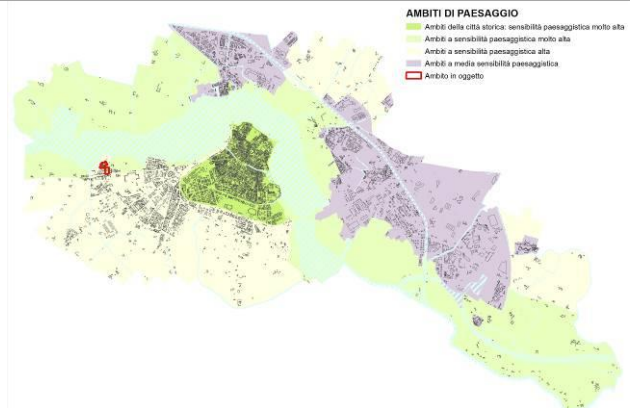 AMBITI DI PAESAGGIO
Ambiti della città storica: sensibilità paesaggistica molto alta
Ambiti a sensibilità paesaggistica molto alta
Ambiti a sensibilità paesaggistica alta
Ambiti a media sensibilità paesaggistica
Ambito in oggetto